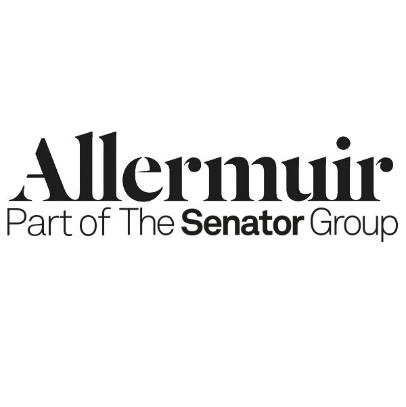 Allermuir
Part of The Senator Group